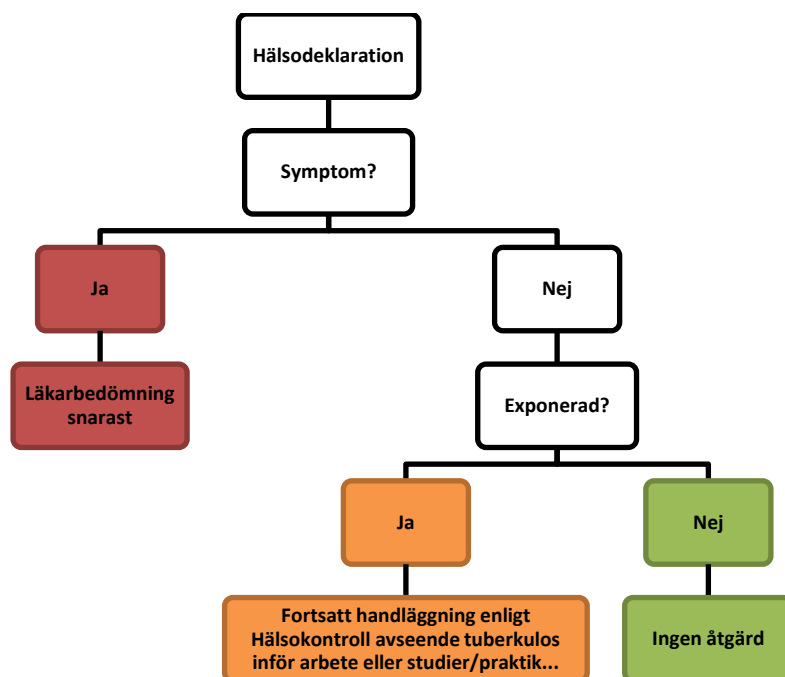 Hälsodeklaration
Symptom?
Ja
Nej
Läkarbedömning
snarast
Exponerad?
Ja
Nej
Fortsatt handläggning enligt
Hälsokontroll avseende tuberkulos
inför arbete eller studier/praktik...
Ingen åtgärd